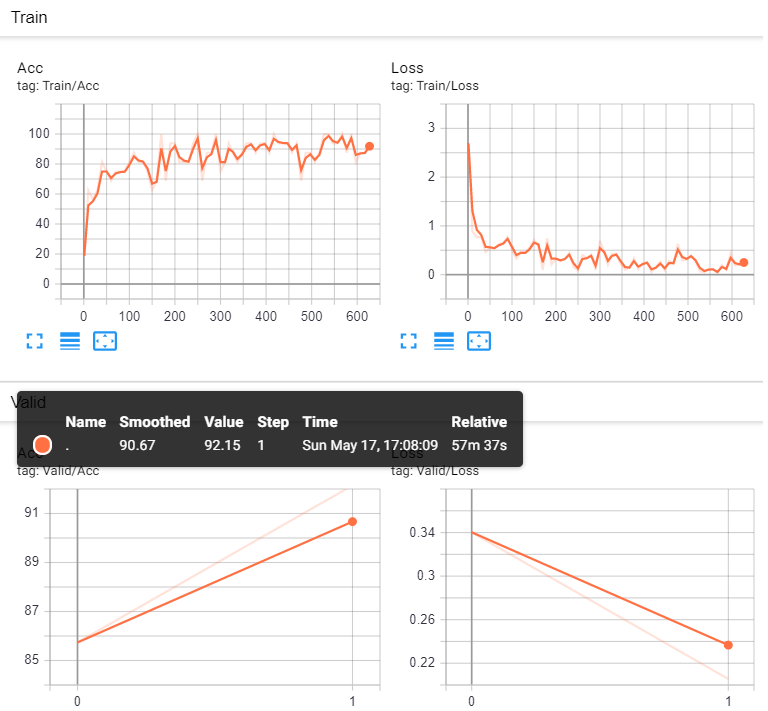 Train
Acc
tag: Train/Acc
100
80
60
40
20
0
0 100 200 300 400 500 600
Loss
tag: Train/Loss
3
2
1
0
0 100 200 300 400 500 600
Valid
Name Smoothed Value Step Time Relative
. 90.67 92.15 1 Sun May 17, 17:08:09 57m 37s
Acc
tag: Valid/Acc
91
89
87
85
0 1
Loss
tag: Valid/Loss
0.34
0.3
0.26
0.22
0 1